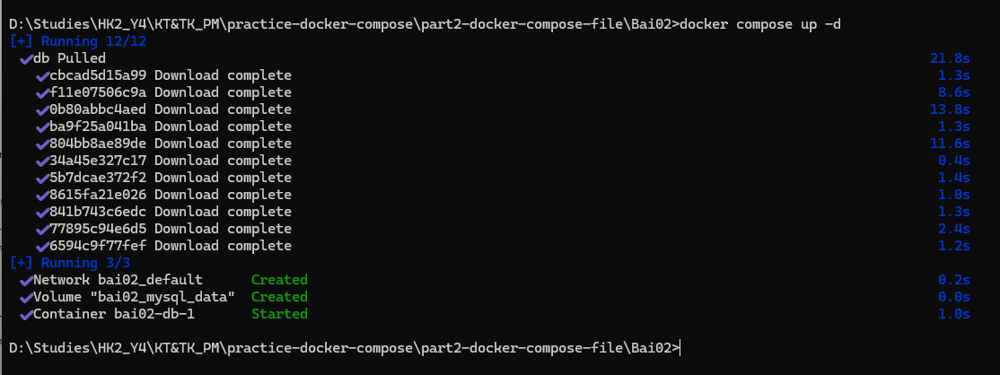 D:\Studies\HK2_Y4\KT&TK_PM\practice-docker-compose\part2-docker-compose-file\Bai02>docker compose up -d
[+] Running 12/12
✔db Pulled 21.8s
✔cbcad5d15a99 Download complete 1.3s
✔f11e07506c9a Download complete 8.6s
✔0b80abbc4aed Download complete 13.8s
✔ba9f25a041ba Download complete 1.3s
✔804bb8ae89de Download complete 11.6s
✔34a45e327c17 Download complete 0.4s
✔5b7dcae372f2 Download complete 1.4s
✔8615fa21e026 Download complete 1.0s
✔841b743c6edc Download complete 1.3s
✔77895c94e6d5 Download complete 2.4s
✔6594c9f77fef Download complete 1.2s
[+] Running 3/3
✔Network bai02_default Created 0.2s
✔Volume "bai02_mysql_data" Created 0.0s
✔Container bai02-db-1 Started 1.0s
D:\Studies\HK2_Y4\KT&TK_PM\practice-docker-compose\part2-docker-compose-file\Bai02>